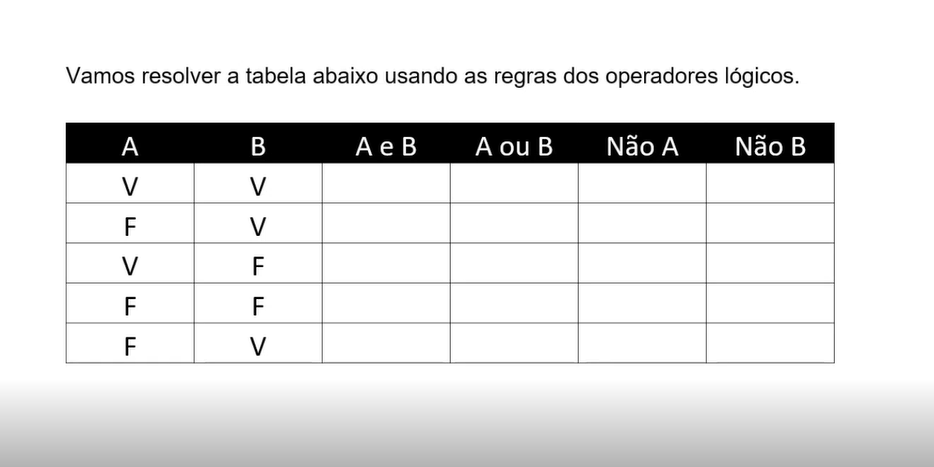 Vamos resolver a tabela abaixo usando as regras dos operadores lógicos.
A B A e B A ou B Não A Não B
V V
F V
V F
F F
F V